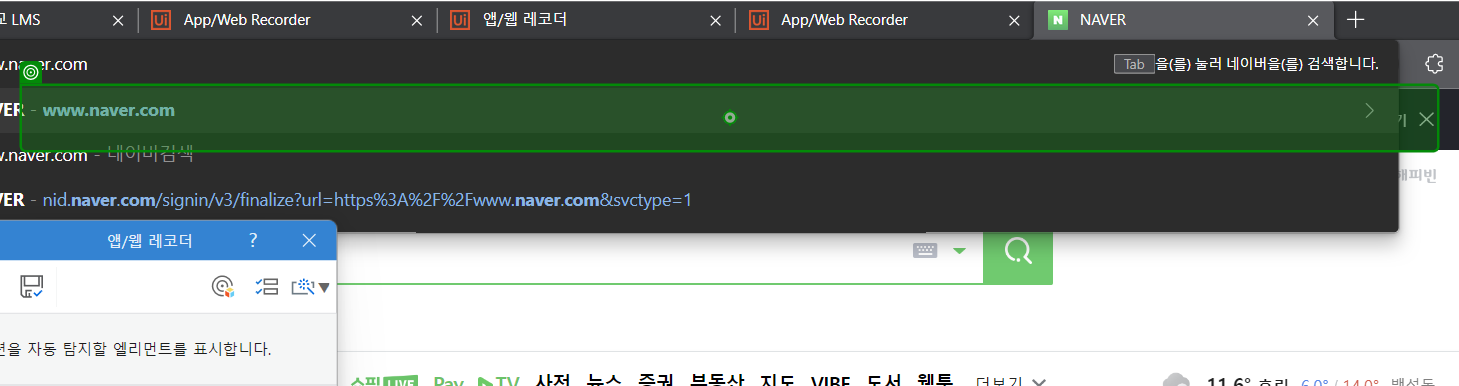 LMS App/Web Recorder 앱/웹 레코더 App/Web Recorder NAVER
.naver.com Tab 을(를) 눌러 네이버을(를) 검색합니다.
VER - www.naver.com 기
.naver.com - 네이버검색
해피빈
VER - nid.naver.com/signin/v3/finalize?url=https%3A%2F%2Fwww.naver.com&svctype=1
앱/웹 레코더 ?
자동 탐지할 엘리먼트를 표시합니다.
쇼핑LIVE Pay TV 사전 뉴스 증권 부동산 지도 VIBE 도서 웹툰 더보기 11.6° 흐림 6.0° / 14.0° 백석동